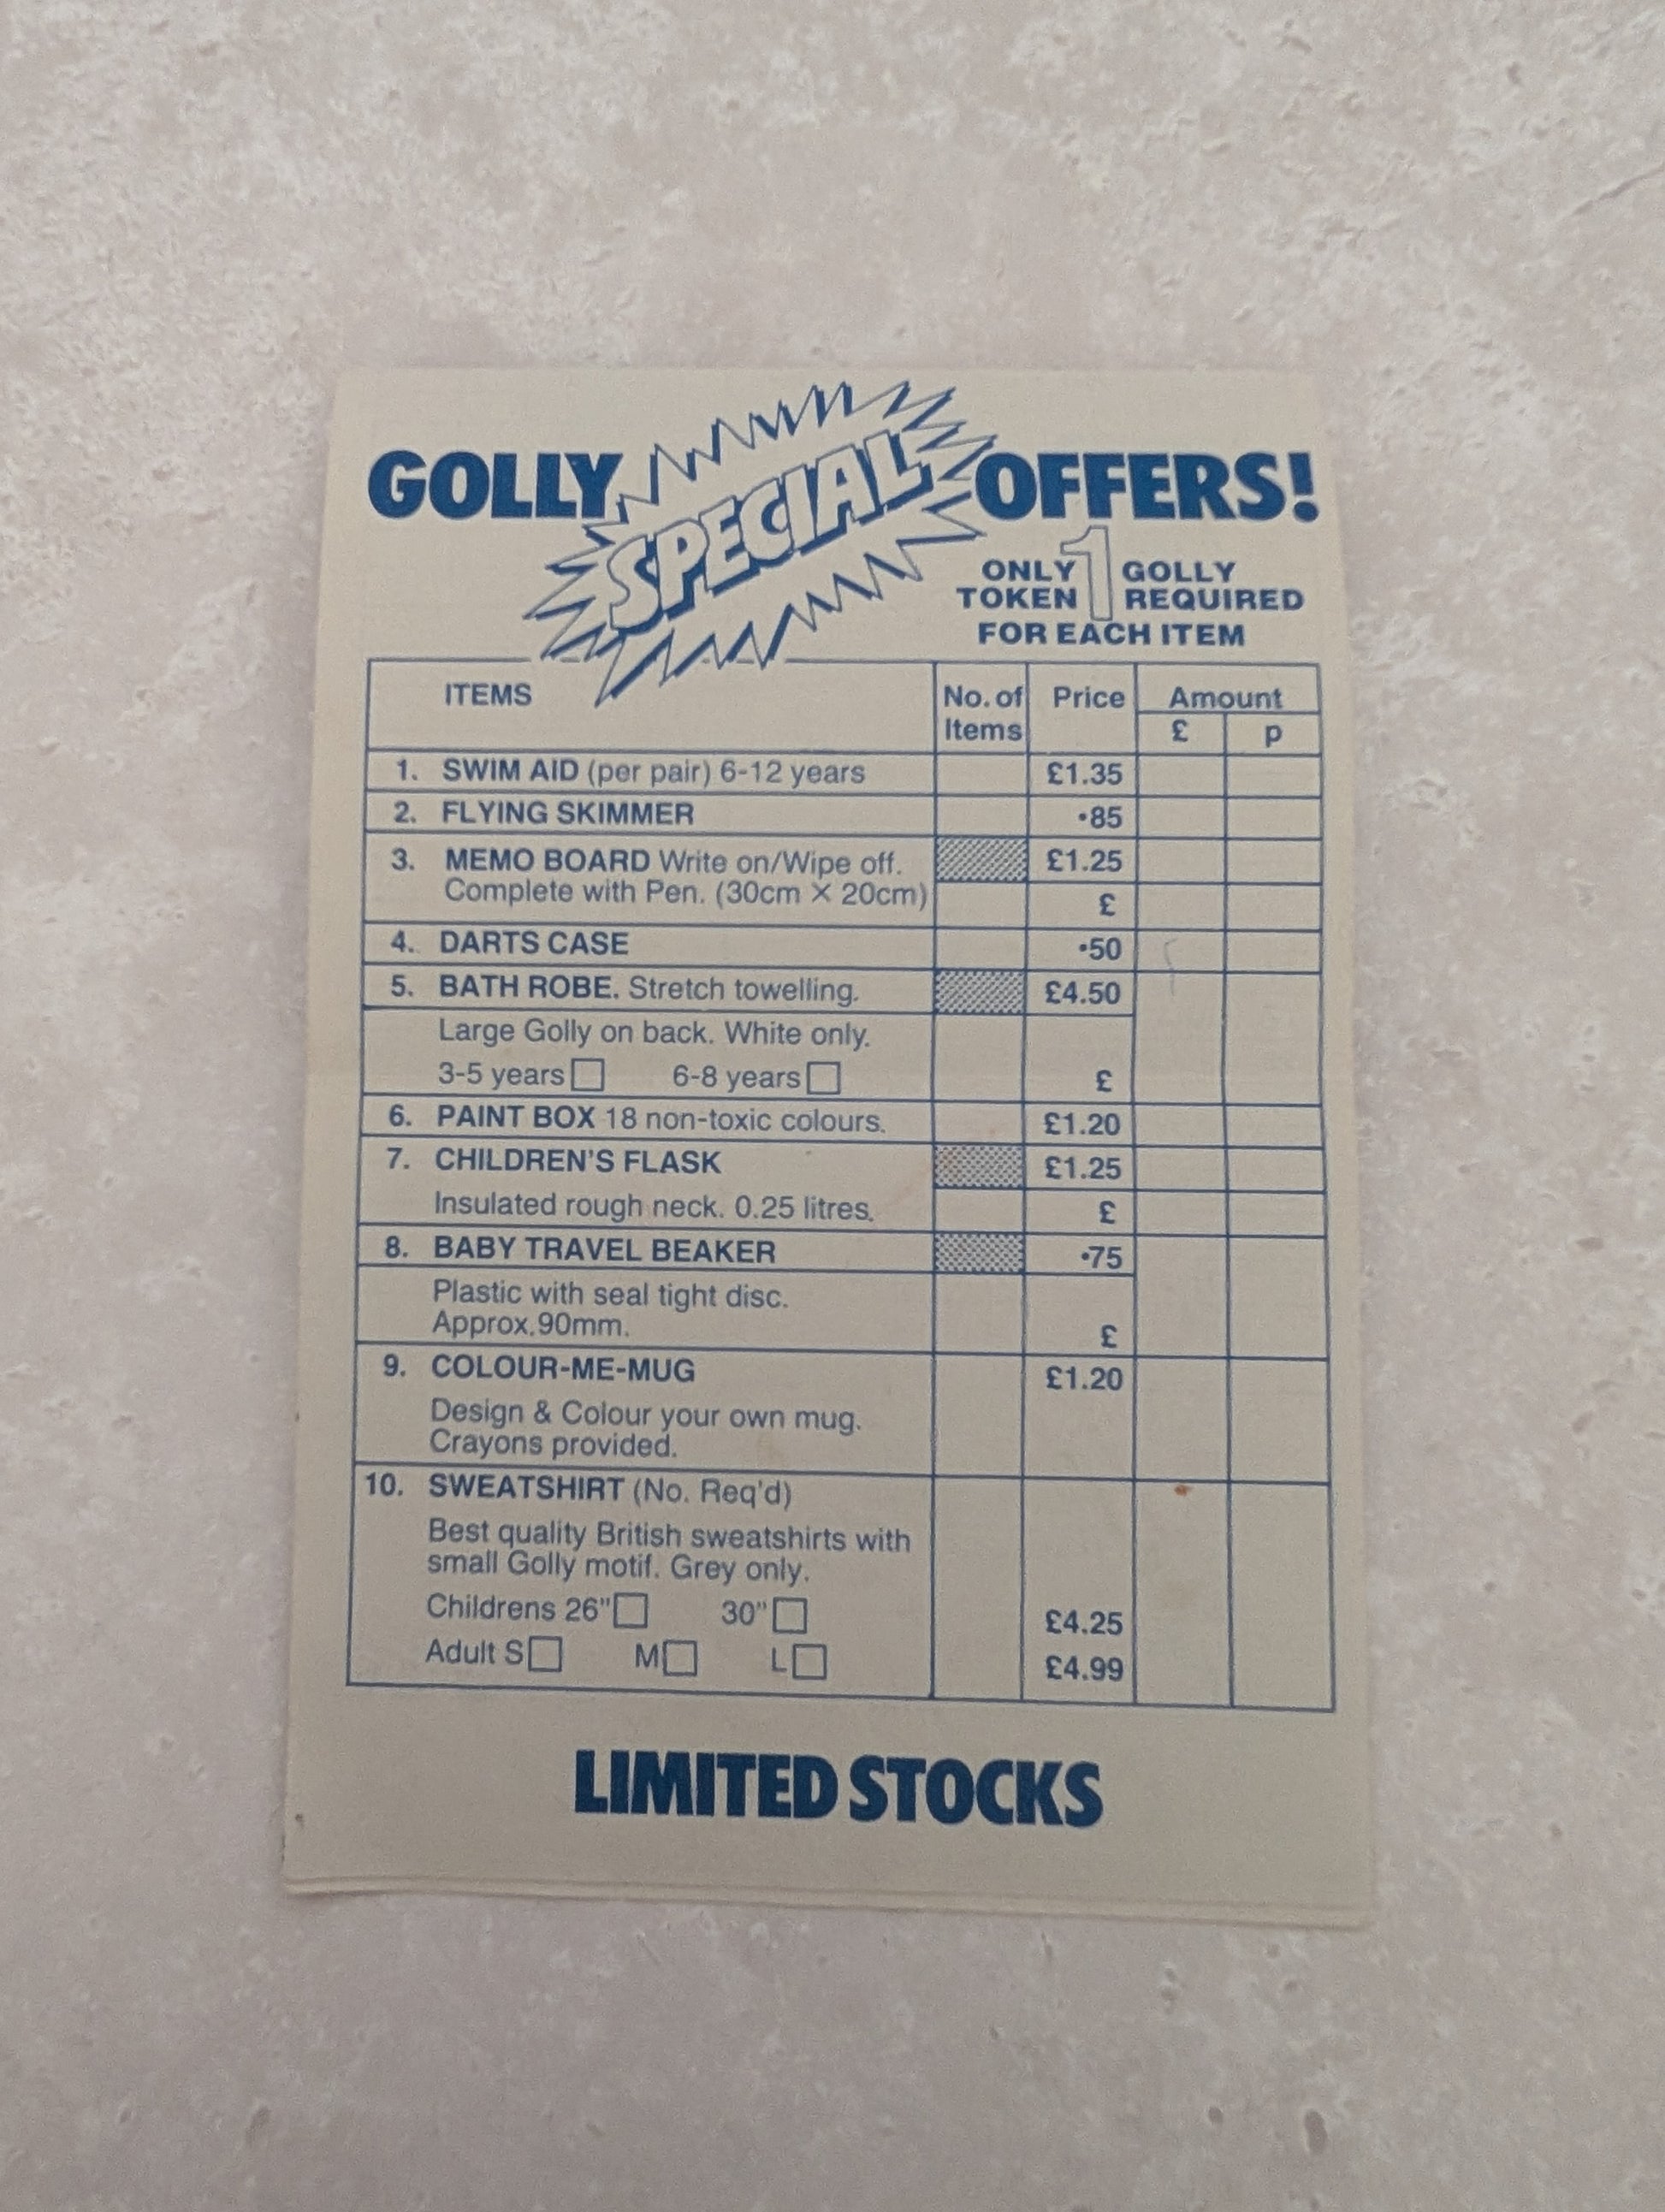 GOLLY SPECIAL OFFERS!
ONLY 1 GOLLY
TOKEN REQUIRED
FOR EACH ITEM
ITEMS No. of Items Price Amount
£ p
1. SWIM AID (per pair) 6-12 years £1.35
2. FLYING SKIMMER ·85
3. MEMO BOARD Write on/Wipe off. £1.25
Complete with Pen. (30cm X 20cm) £
4. DARTS CASE ·50
5. BATH ROBE. Stretch towelling. £4.50
Large Golly on back. White only.
3-5 years 6-8 years £
6. PAINT BOX 18 non-toxic colours. £1.20
7. CHILDREN'S FLASK £1.25
Insulated rough neck. 0.25 litres. £
8. BABY TRAVEL BEAKER ·75
Plastic with seal tight disc.
Approx.90mm. £
9. COLOUR-ME-MUG £1.20
Design & Colour your own mug.
Crayons provided.
10. SWEATSHIRT (No. Req'd)
Best quality British sweatshirts with
small Golly motif. Grey only.
Childrens 26" 30" £4.25
Adult S M L £4.99
LIMITED STOCKS